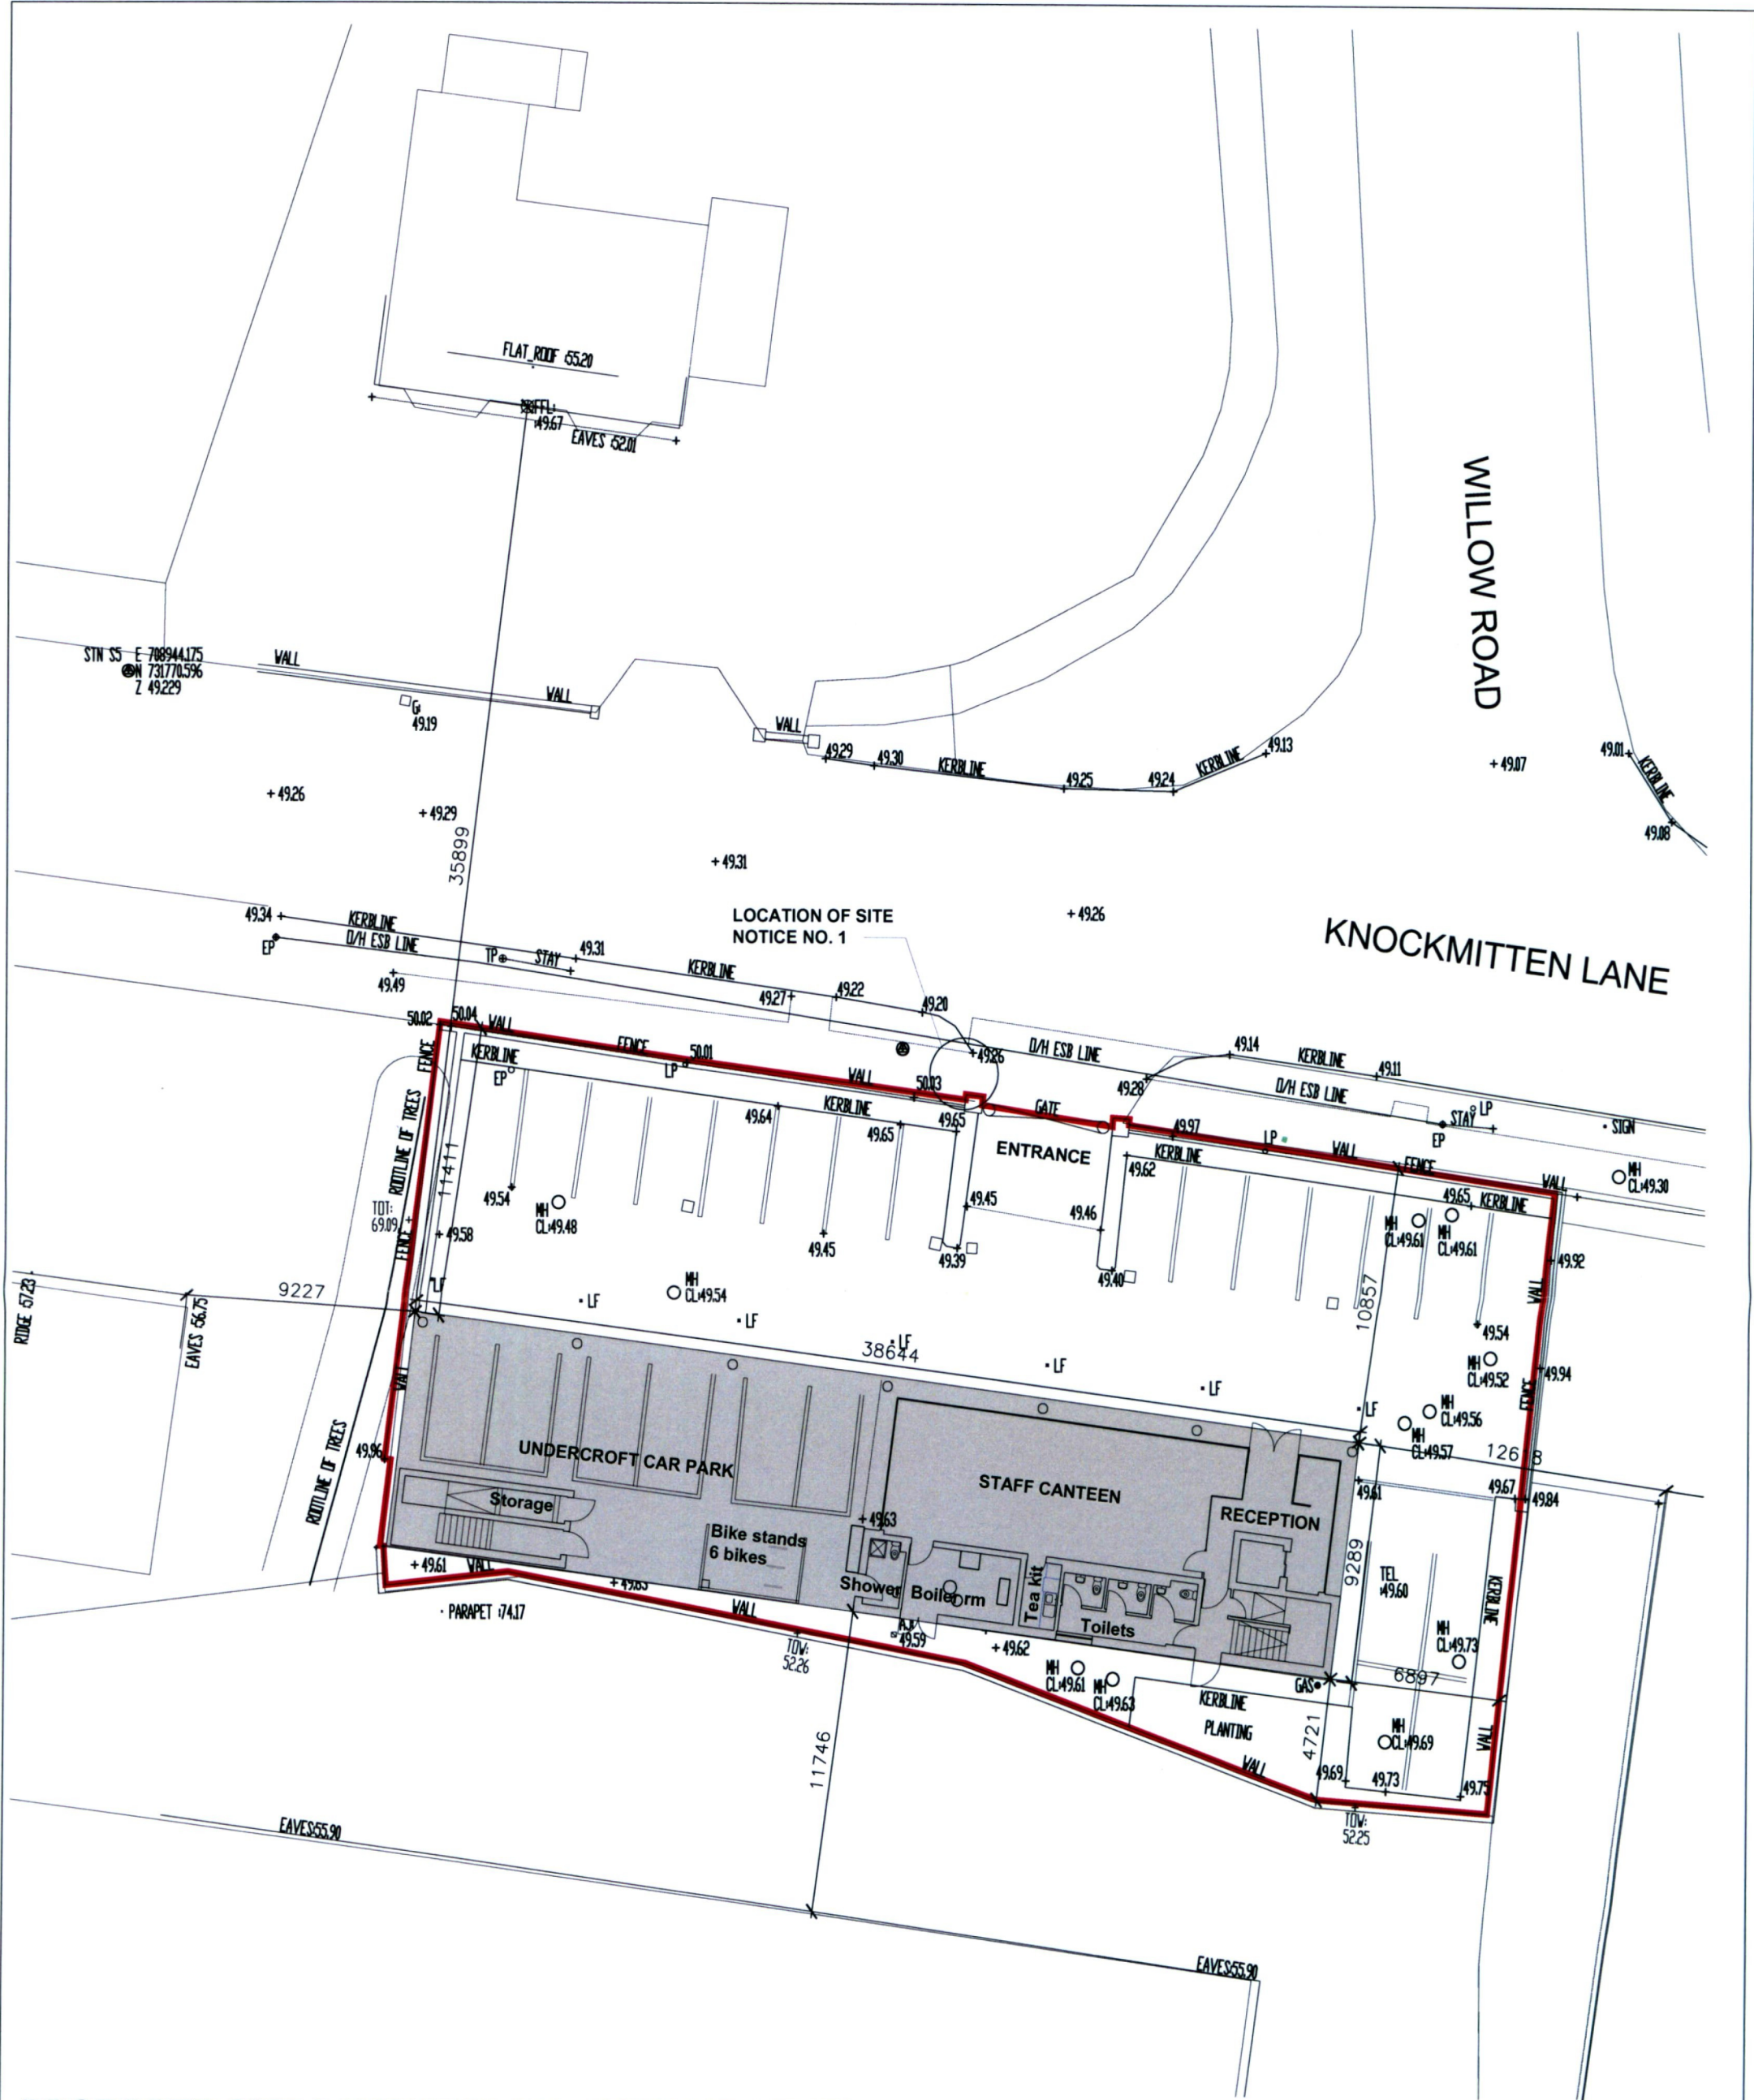 FLAT_ROOF :55.20
:49.67
EAVES :52.01
WILLOW ROAD
STN S5 E 708944.175
N 731770.596
Z 49.229
WALL
WALL
G:
49.19
WALL
49.29
49.30
KERBLINE
49.25
49.24
KERBLINE
49.13
+ 49.07
49.01
KERBLINE
49.08
+ 49.26
+ 49.29
35899
+ 49.31
+ 49.26
LOCATION OF SITE
NOTICE NO. 1
KNOCKMITTEN LANE
49.34
KERBLINE
EP
O/H ESB LINE
TP
STAY
49.31
49.49
KERBLINE
49.27
49.22
49.20
49.26
O/H ESB LINE
49.14
KERBLINE
49.11
49.28
O/H ESB LINE
STAY
LP
EP
SIGN
MH
CL:49.30
50.02
50.04
WALL
FENCE
FENCE
50.01
KERBLINE
EP
LP
WALL
50.03
GATE
49.97
LP
WALL
FENCE
WALL
49.64
KERBLINE
49.65
49.65
ENTRANCE
49.62
KERBLINE
49.65
KERBLINE
ROOTLINE OF TREES
11411
49.54
MH
CL:49.48
49.45
49.46
MH
CL:49.61
MH
CL:49.61
TOT:
69.09
FENCE
49.58
49.45
49.39
49.40
49.92
WALL
RIDGE :57.23
EAVES :56.75
9227
LF
LF
MH
CL:49.54
LF
LF
38644
LF
LF
LF
10857
49.54
MH
CL:49.52
49.94
FENCE
MH
CL:49.56
MH
CL:49.57
WALL
ROOTLINE OF TREES
49.96
UNDERCROFT CAR PARK
STAFF CANTEEN
RECEPTION
49.61
49.67
49.84
Storage
Bike stands
6 bikes
+ 49.63
9289
TEL
:49.60
KERBLINE
+ 49.61
WALL
Shower
Tea kit
Toilets
PARAPET :74.17
WALL
TOW:
52.26
49.59
+ 49.62
MH
CL:49.61
MH
CL:49.63
GAS
6897
MH
CL:49.73
KERBLINE
PLANTING
4721
MH
CL:49.69
WALL
11746
WALL
49.69
49.73
49.75
TOW:
52.25
EAVES:55.90
EAVES:55.90